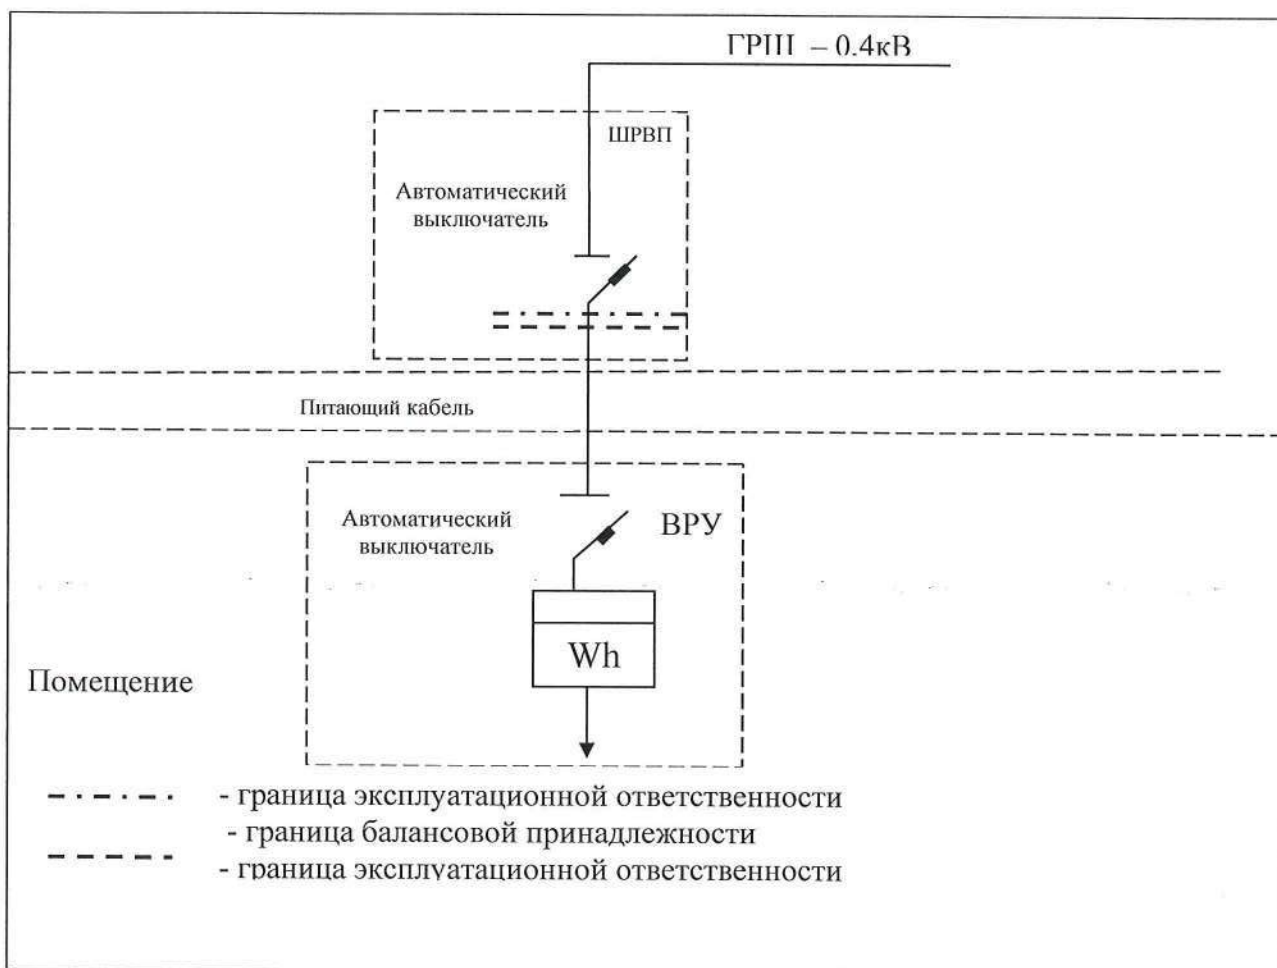 ГРЩ – 0,4кВ
ШРВП
Автоматический
выключатель
Питающий кабель
Автоматический
выключатель
ВРУ
Wh
Помещение
- граница эксплуатационной ответственности
- граница балансовой принадлежности
- граница эксплуатационной ответственности